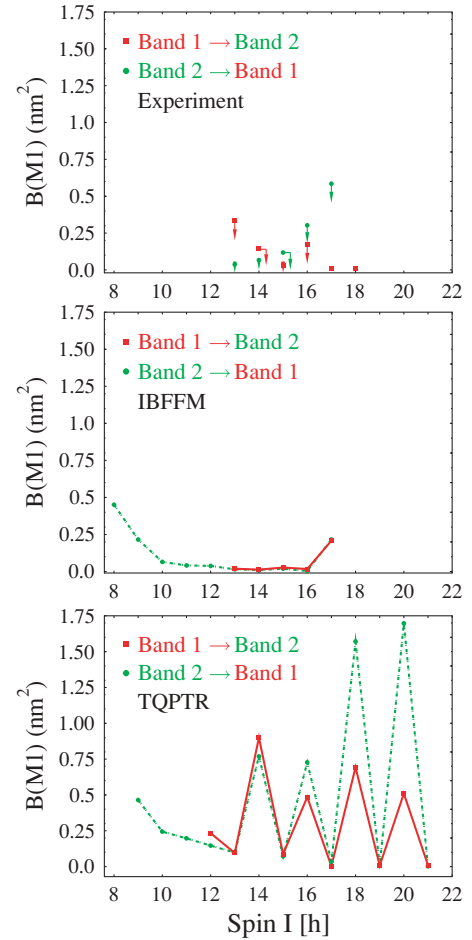 1.75
1.50
1.25
1.00
0.75
0.50
0.25
0.0
B(M1) (nm²)
Band 1 → Band 2
Band 2 → Band 1
Experiment
8 10 12 14 16 18 20 22
1.75
1.50
1.25
1.00
0.75
0.50
0.25
0.0
B(M1) (nm²)
Band 1 → Band 2
Band 2 → Band 1
IBFFM
8 10 12 14 16 18 20 22
1.75
1.50
1.25
1.00
0.75
0.50
0.25
0.0
B(M1) (nm²)
Band 1 → Band 2
Band 2 → Band 1
TQPTR
8 10 12 14 16 18 20 22
Spin I [h]